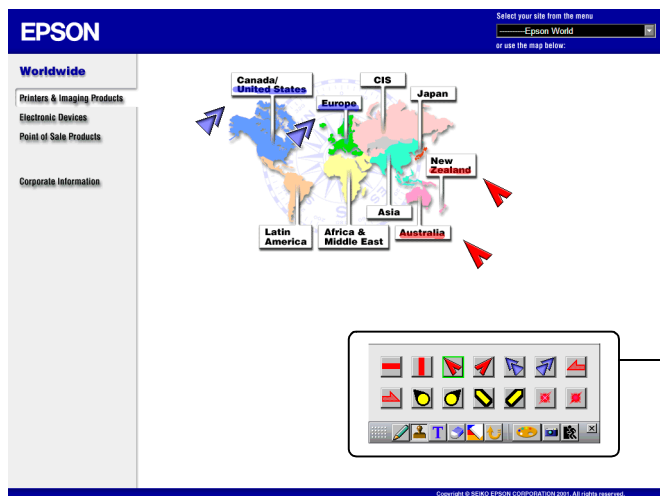 Select your site from the menu
EPSON
———Epson World
or use the map below:
Worldwide
Printers & Imaging Products
Electronic Devices
Point of Sale Products
Corporate Information
Canada/
United States
CIS
Japan
Europe
New
Zealand
Asia
Latin
America
Africa &
Middle East
Australia
T
Copyright © SEIKO EPSON CORPORATION 2001. All rights reserved.